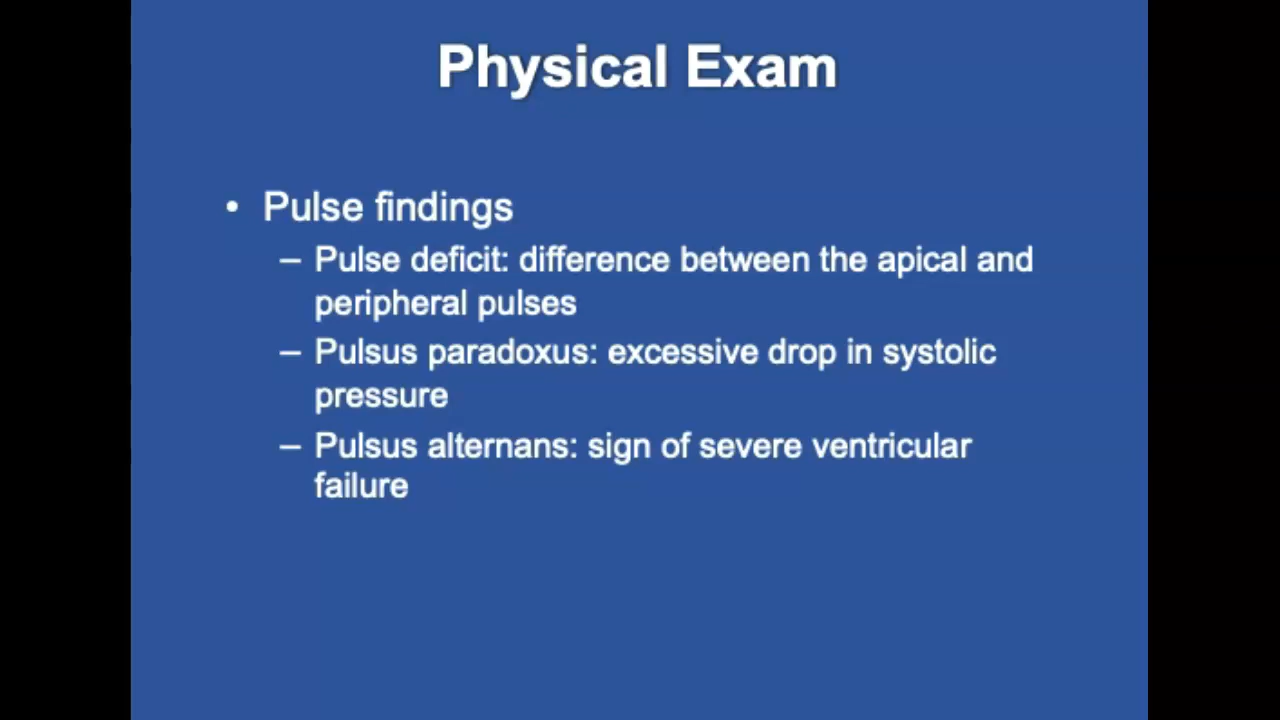 Physical Exam
• Pulse findings
– Pulse deficit: difference between the apical and
peripheral pulses
– Pulsus paradoxus: excessive drop in systolic
pressure
– Pulsus alternans: sign of severe ventricular
failure